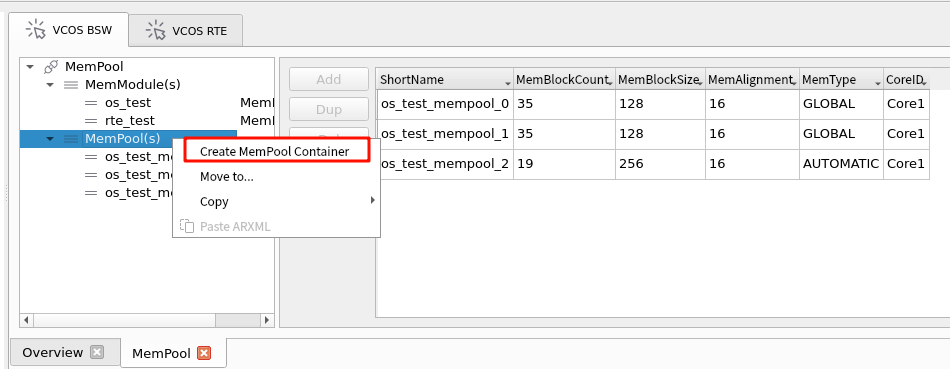 VCOS BSW
VCOS RTE
MemPool
MemModule(s)
os_test
rte_test
MemPool(s)
os_test_m
os_test_m
os_test_m
Add
Dup
Create MemPool Container
Move to...
Copy
Paste ARXML
ShortName MemBlockCount MemBlockSize MemAlignment MemType CoreID
os_test_mempool_0 35 128 16 GLOBAL Core1
os_test_mempool_1 35 128 16 GLOBAL Core1
os_test_mempool_2 19 256 16 AUTOMATIC Core1
Overview
MemPool